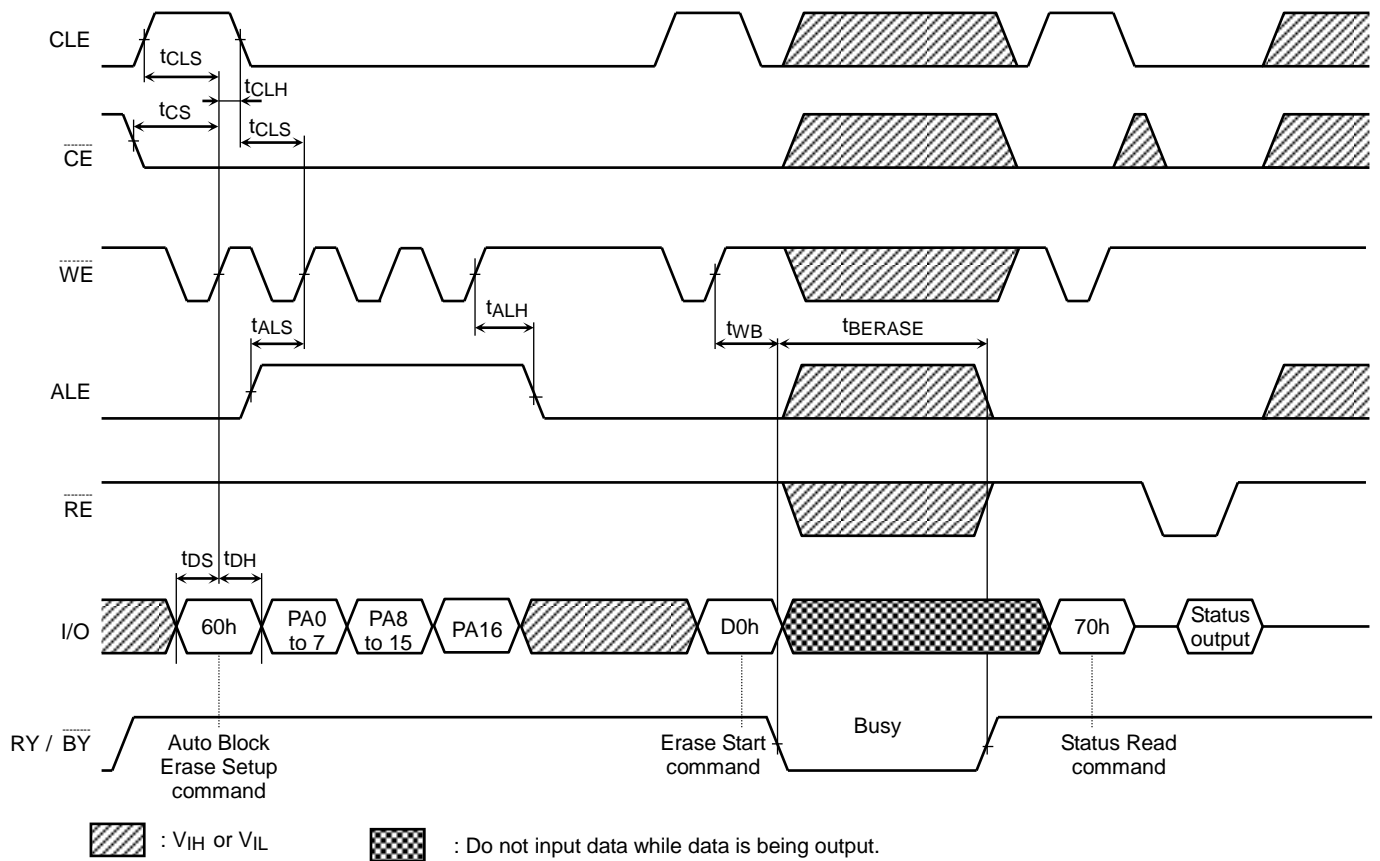 CLE
tCLS
tCLH
tCS
tCLS
CE
WE
tALS
tALH
tWB
tBERASE
ALE
RE
tDS
tDH
I/O
60h
PA0
to 7
PA8
to 15
PA16
D0h
70h
Status
output
RY / BY
Busy
Auto Block
Erase Setup
command
Erase Start
command
Status Read
command
: VIH or VIL
: Do not input data while data is being output.